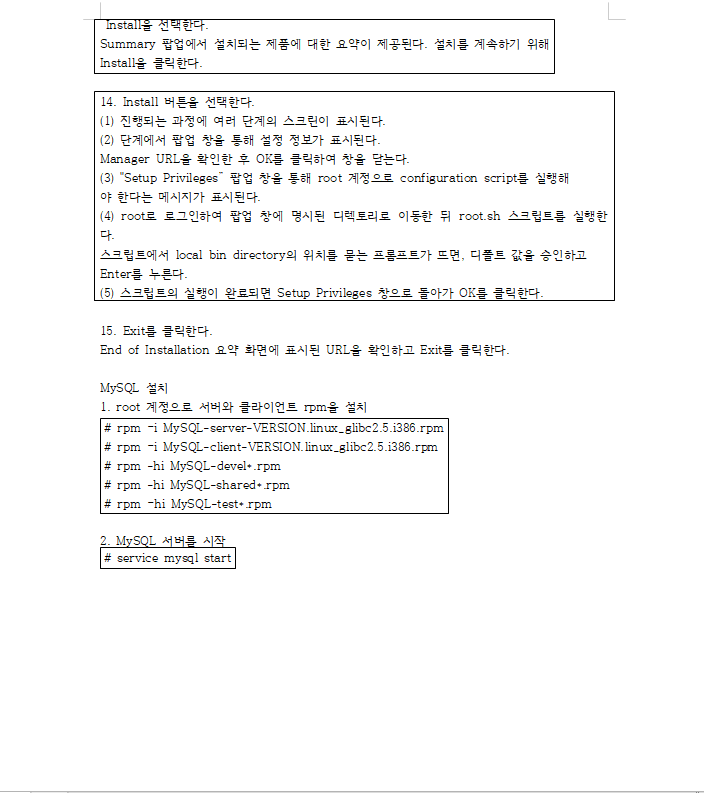 Install을 선택한다.
Summary 팝업에서 설치되는 제품에 대한 요약이 제공된다. 설치를 계속하기 위해
Install을 클릭한다.
14. Install 버튼을 선택한다.
(1) 진행되는 과정에 여러 단계의 스크린이 표시된다.
(2) 단계에서 팝업 창을 통해 설정 정보가 표시된다.
Manager URL을 확인한 후 OK를 클릭하여 창을 닫는다.
(3) "Setup Privileges" 팝업 창을 통해 root 계정으로 configuration script를 실행해
야 한다는 메시지가 표시된다.
(4) root로 로그인하여 팝업 창에 명시된 디렉토리로 이동한 뒤 root.sh 스크립트를 실행한
다.
스크립트에서 local bin directory의 위치를 묻는 프롬프트가 뜨면, 디폴트 값을 승인하고
Enter를 누른다.
(5) 스크립트의 실행이 완료되면 Setup Privileges 창으로 돌아가 OK를 클릭한다.
15. Exit를 클릭한다.
End of Installation 요약 화면에 표시된 URL을 확인하고 Exit를 클릭한다.
MySQL 설치
1. root 계정으로 서버와 클라이언트 rpm을 설치
# rpm -i MySQL-server-VERSION.linux_glibc2.5.i386.rpm
# rpm -i MySQL-client-VERSION.linux_glibc2.5.i386.rpm
# rpm -hi MySQL-devel*.rpm
# rpm -hi MySQL-shared*.rpm
# rpm -hi MySQL-test*.rpm
2. MySQL 서버를 시작
# service mysql start